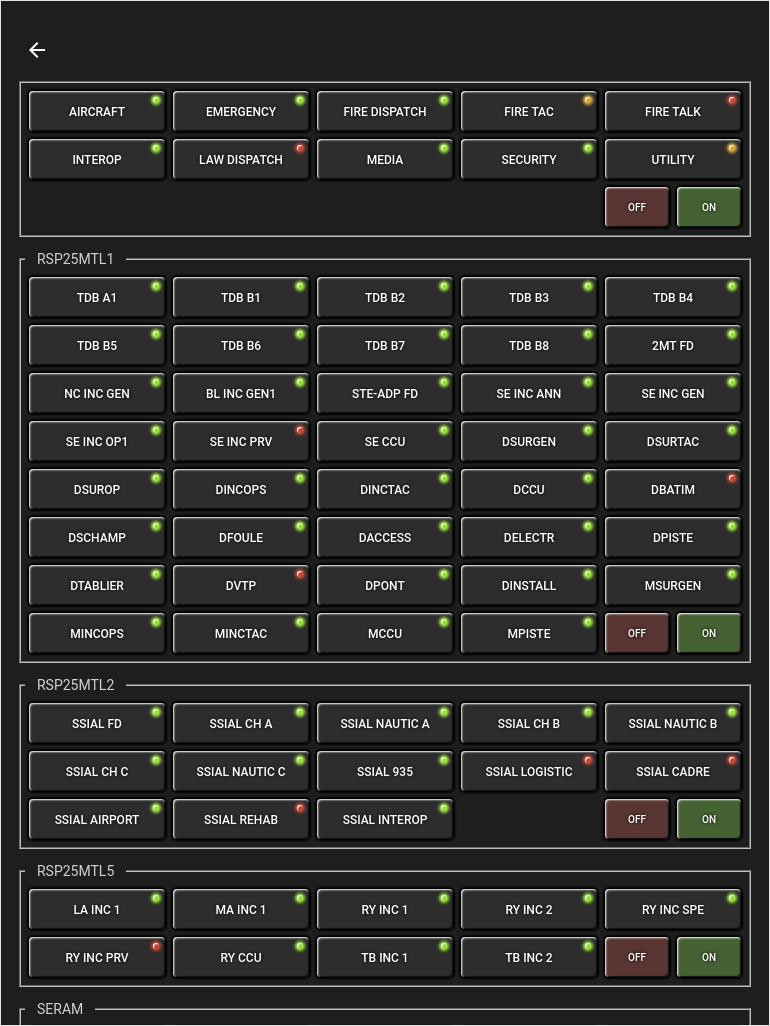 AIRCRAFT EMERGENCY FIRE DISPATCH FIRE TAC FIRE TALK
INTEROP LAW DISPATCH MEDIA SECURITY UTILITY
OFF ON
RSP25MTL1
TDB A1 TDB B1 TDB B2 TDB B3 TDB B4
TDB B5 TDB B6 TDB B7 TDB B8 2MT FD
NC INC GEN BL INC GEN1 STE-ADP FD SE INC ANN SE INC GEN
SE INC OP1 SE INC PRV SE CCU DSURGEN DSURTAC
DSUROP DINCOPS DINCTAC DCCU DBATIM
DSCHAMP DFOULE DACCESS DELECTR DPISTE
DTABLIER DVTP DPONT DINSTALL MSURGEN
MINCOPS MINCTAC MCCU MPISTE OFF ON
RSP25MTL2
SSIAL FD SSIAL CH A SSIAL NAUTIC A SSIAL CH B SSIAL NAUTIC B
SSIAL CH C SSIAL NAUTIC C SSIAL 935 SSIAL LOGISTIC SSIAL CADRE
SSIAL AIRPORT SSIAL REHAB SSIAL INTEROP OFF ON
RSP25MTL5
LA INC 1 MA INC 1 RY INC 1 RY INC 2 RY INC SPE
RY INC PRV RY CCU TB INC 1 TB INC 2 OFF ON
SERAM